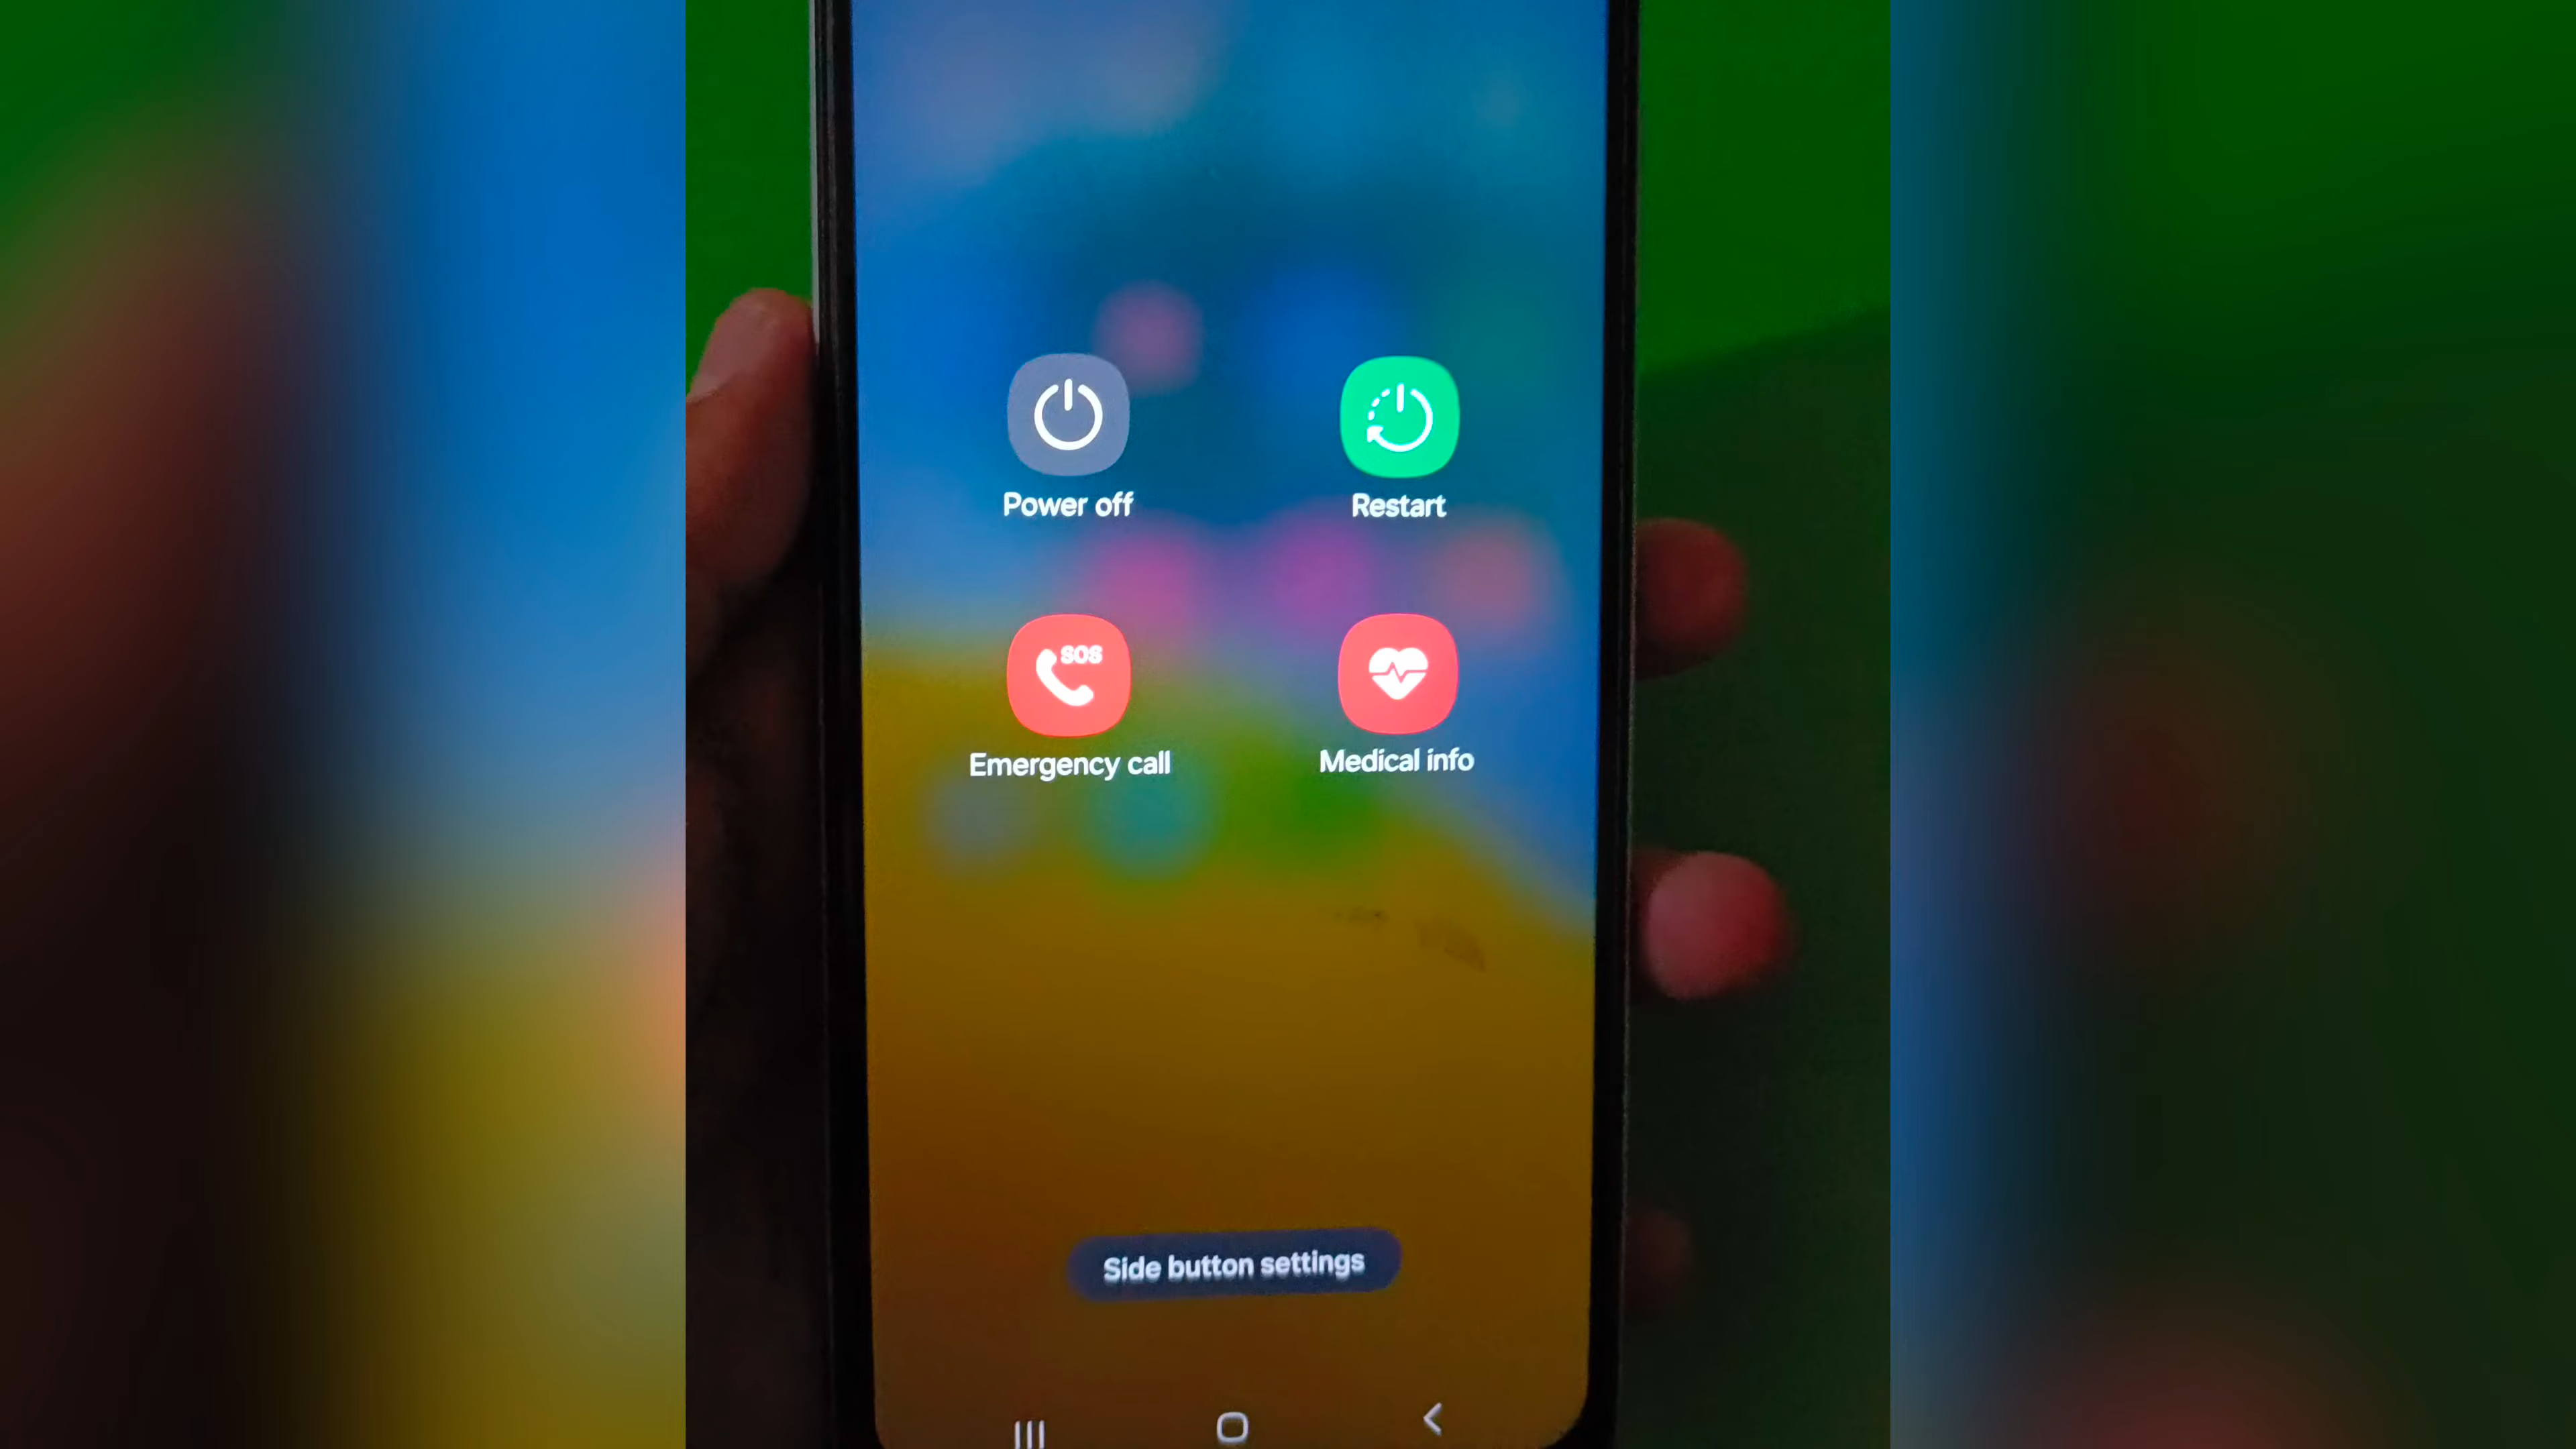 Power off
Restart
SOS
Emergency call
Medical info
Side button settings